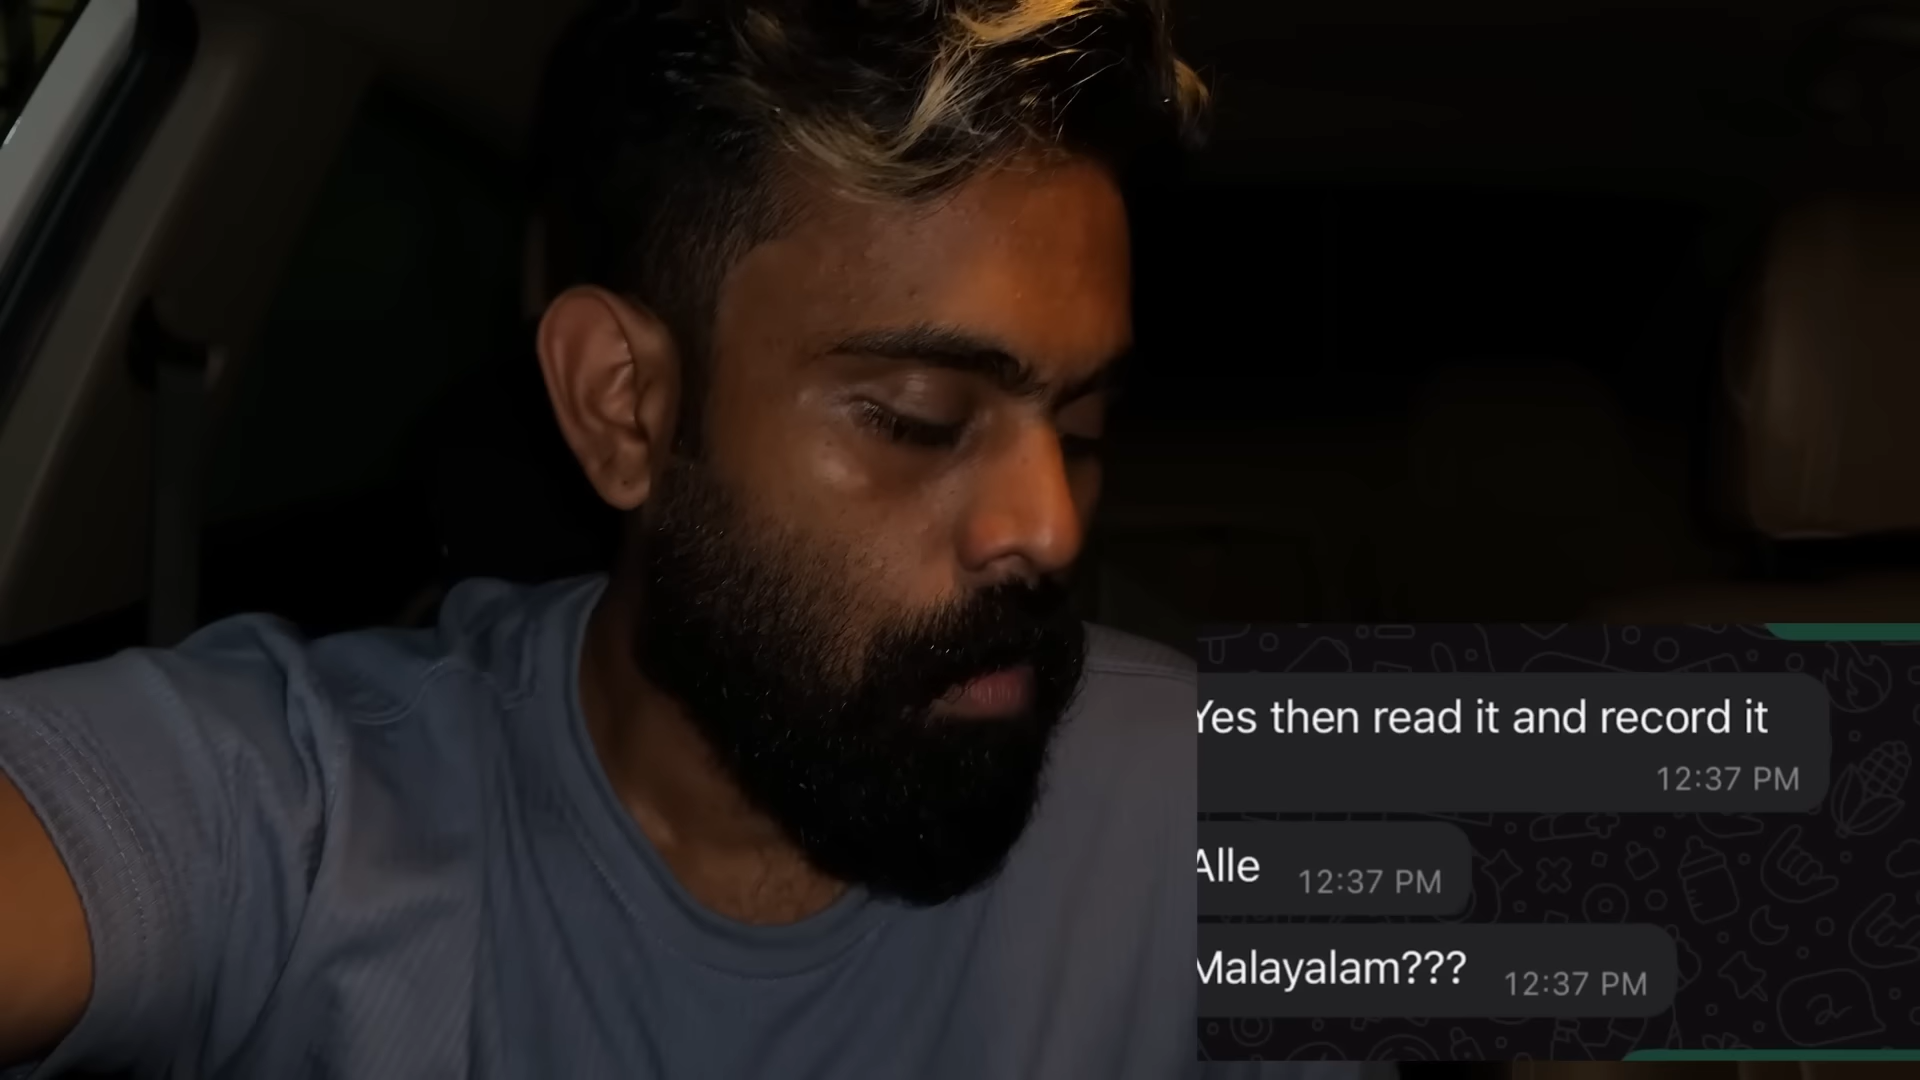 Yes then read it and record it
12:37 PM
Alle 12:37 PM
Malayalam??? 12:37 PM